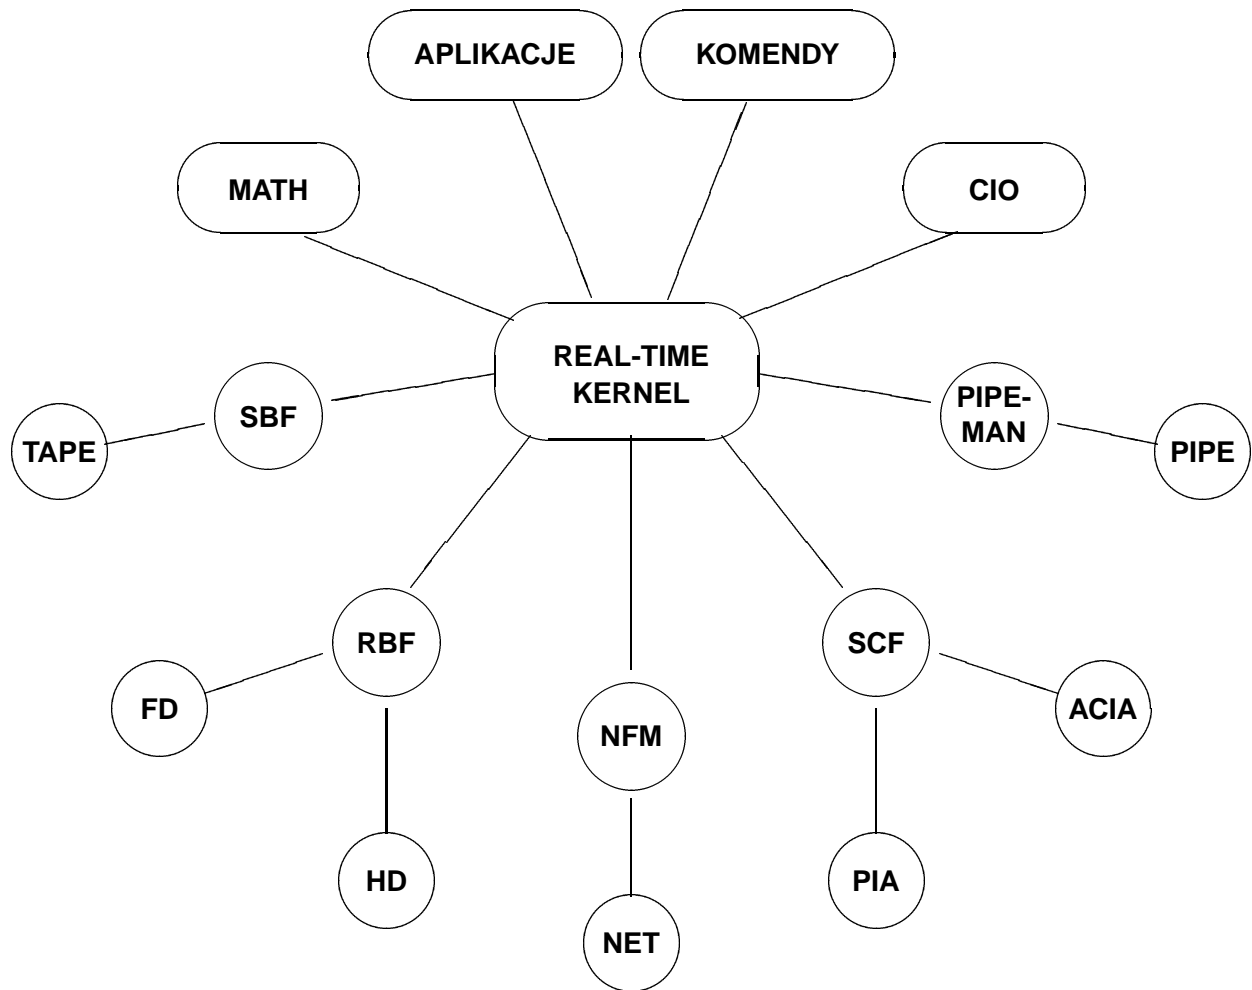 APLIKACJE
KOMENDY
MATH
CIO
REAL-TIME
KERNEL
SBF
TAPE
PIPE-
MAN
PIPE
RBF
SCF
FD
NFM
ACIA
HD
PIA
NET